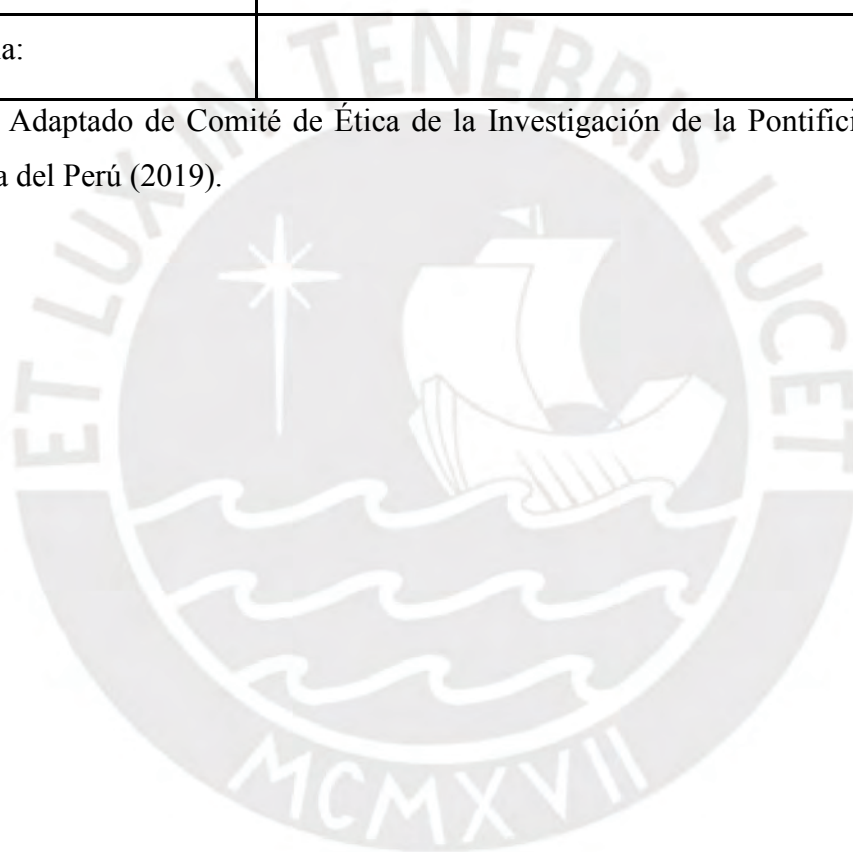 a:
Adaptado de Comité de Ética de la Investigación de la Pontifici
a del Perú (2019).
ET LUX IN TENEBRIS LUCET
MCMXVII